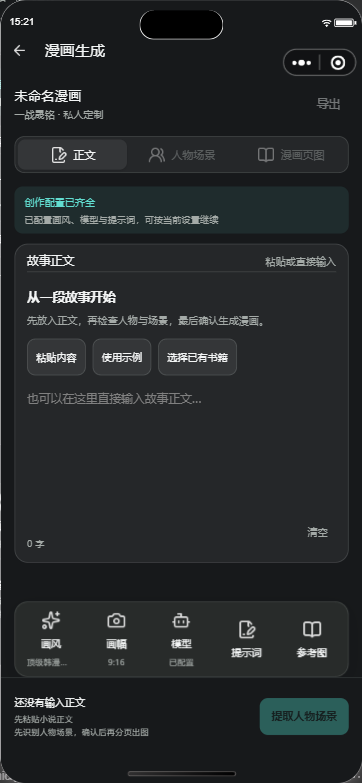 15:21
漫画生成
未命名漫画
一战晟铭 · 私人定制
导出
正文
人物场景
漫画页图
创作配置已齐全
已配置画风、模型与提示词，可按当前设置继续
故事正文
粘贴或直接输入
从一段故事开始
先放入正文，再检查人物与场景，最后确认生成漫画。
粘贴内容
使用示例
选择已有书籍
也可以在这里直接输入故事正文...
清空
0 字
画风
画幅
模型
提示词
参考图
顶级韩漫...
9:16
已配置
还没有输入正文
先粘贴小说正文
先识别人物场景，确认后再分页出图
提取人物场景